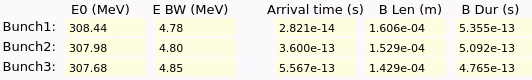 E0 (MeV) E BW (MeV) Arrival time (s) B Len (m) B Dur (s)
Bunch1: 308.44 4.78 2.821e-14 1.606e-04 5.355e-13
Bunch2: 307.98 4.80 3.600e-13 1.529e-04 5.092e-13
Bunch3: 307.68 4.85 5.567e-13 1.429e-04 4.765e-13